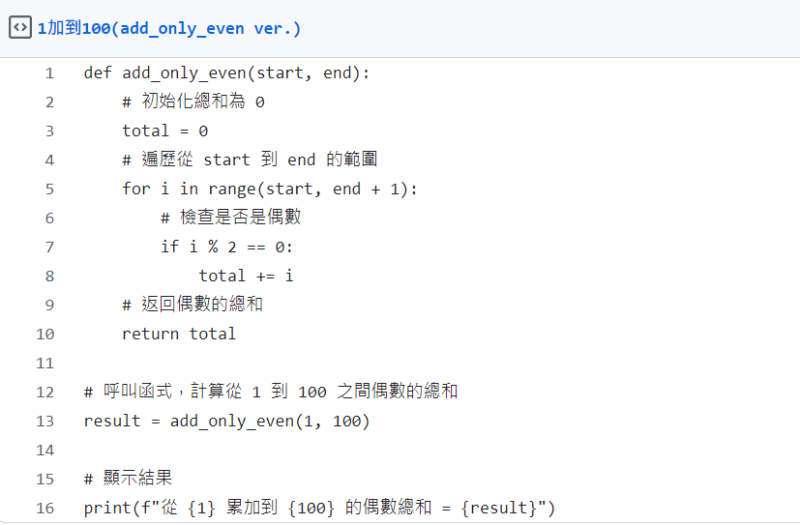 1加到100(add_only_even ver.)
1 def add_only_even(start, end):
2     # 初始化總和為 0
3     total = 0
4     # 遍歷從 start 到 end 的範圍
5     for i in range(start, end + 1):
6         # 檢查是否是偶數
7         if i % 2 == 0:
8             total += i
9     # 返回偶數的總和
10     return total
11
12 # 呼叫函式，計算從 1 到 100 之間偶數的總和
13 result = add_only_even(1, 100)
14
15 # 顯示結果
16 print(f"從 {1} 累加到 {100} 的偶數總和 = {result}")